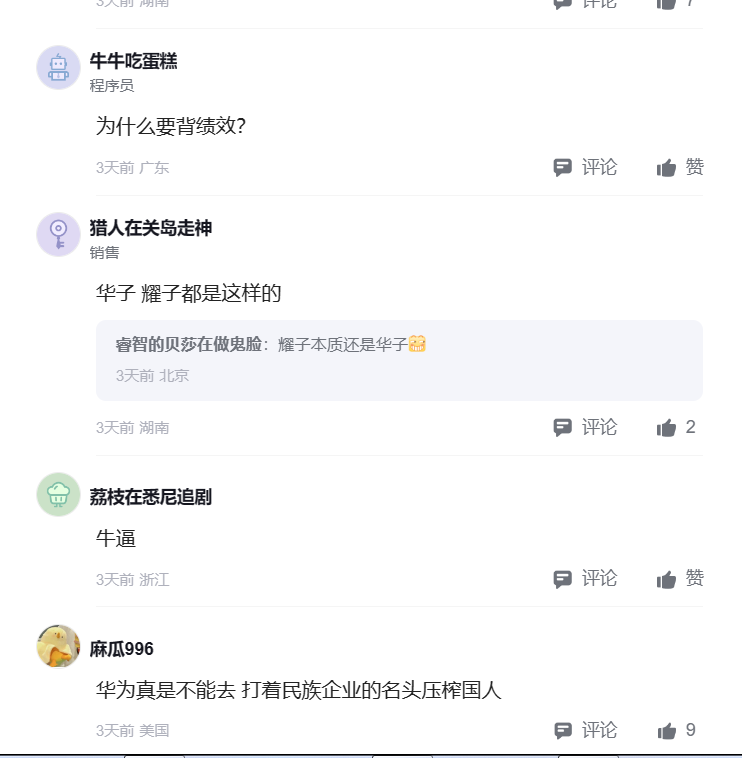 3天前 湖南
评论
7
牛牛吃蛋糕
程序员
为什么要背绩效？
3天前 广东
评论
赞
猎人在关岛走神
销售
华子 耀子都是这样的
睿智的贝莎在做鬼脸：耀子本质还是华子
3天前 北京
3天前 湖南
评论
2
荔枝在悉尼追剧
牛逼
3天前 浙江
评论
赞
麻瓜996
华为真是不能去 打着民族企业的名头压榨国人
3天前 美国
评论
9